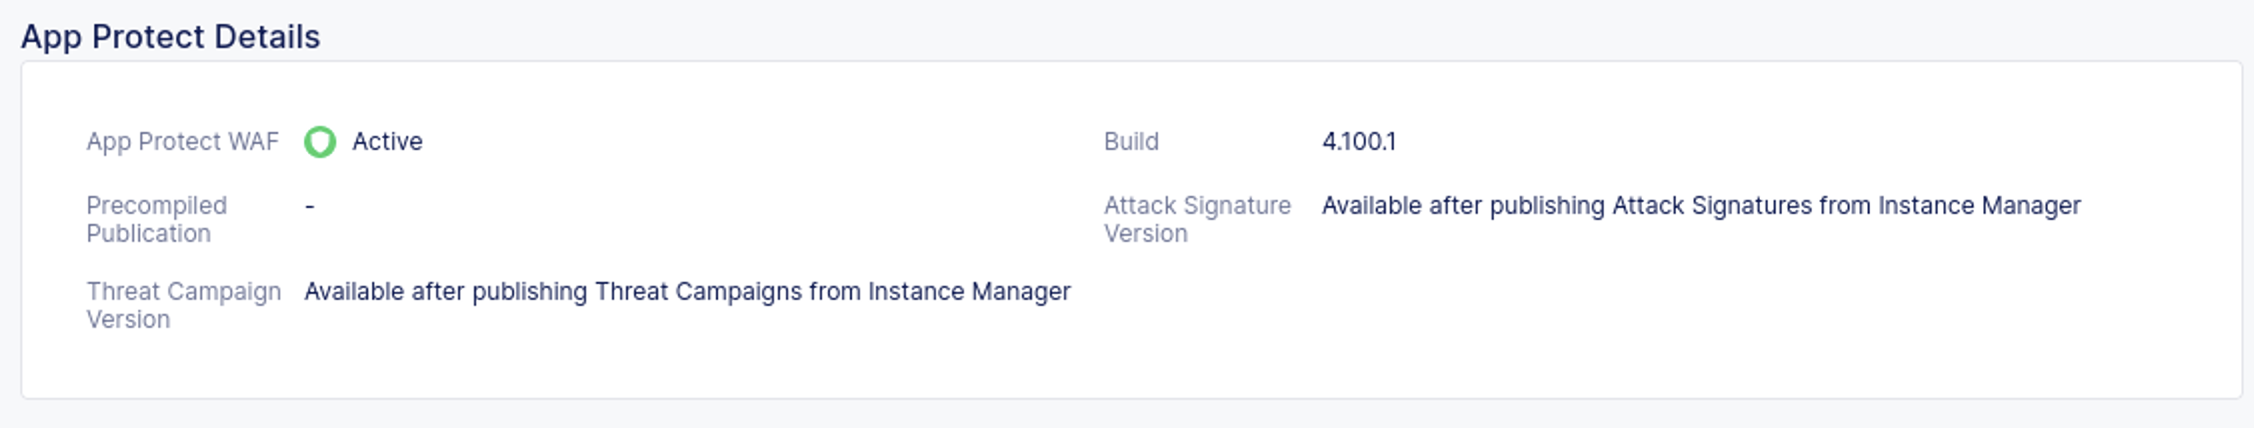 App Protect Details
App Protect WAF Active Build 4.100.1
Precompiled - Attack Signature Available after publishing Attack Signatures from Instance Manager
Publication Version
Threat Campaign Available after publishing Threat Campaigns from Instance Manager
Version